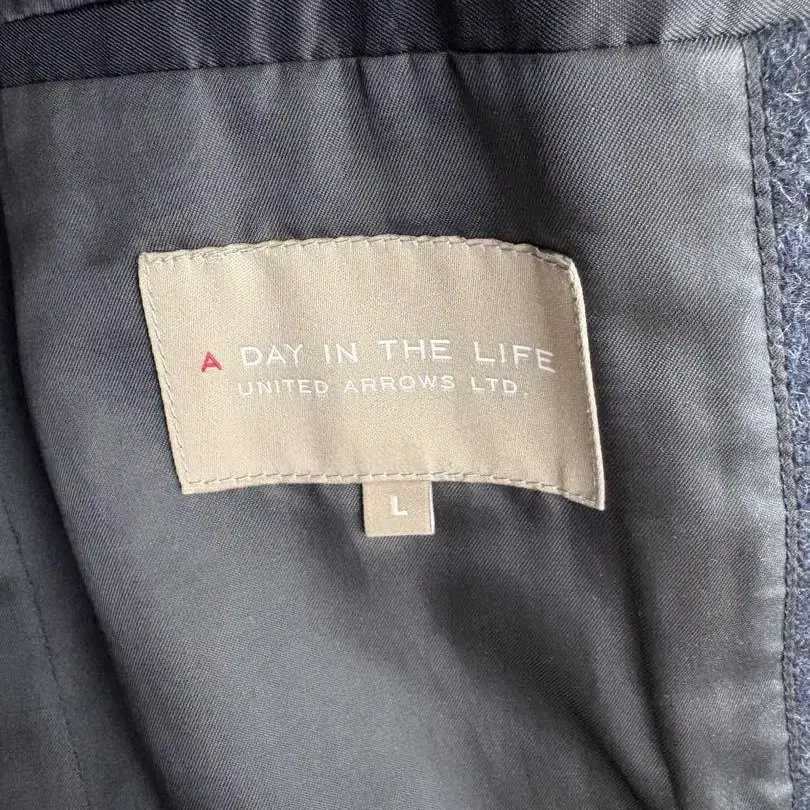 A DAY IN THE LIFE
UNITED ARROWS LTD.
L